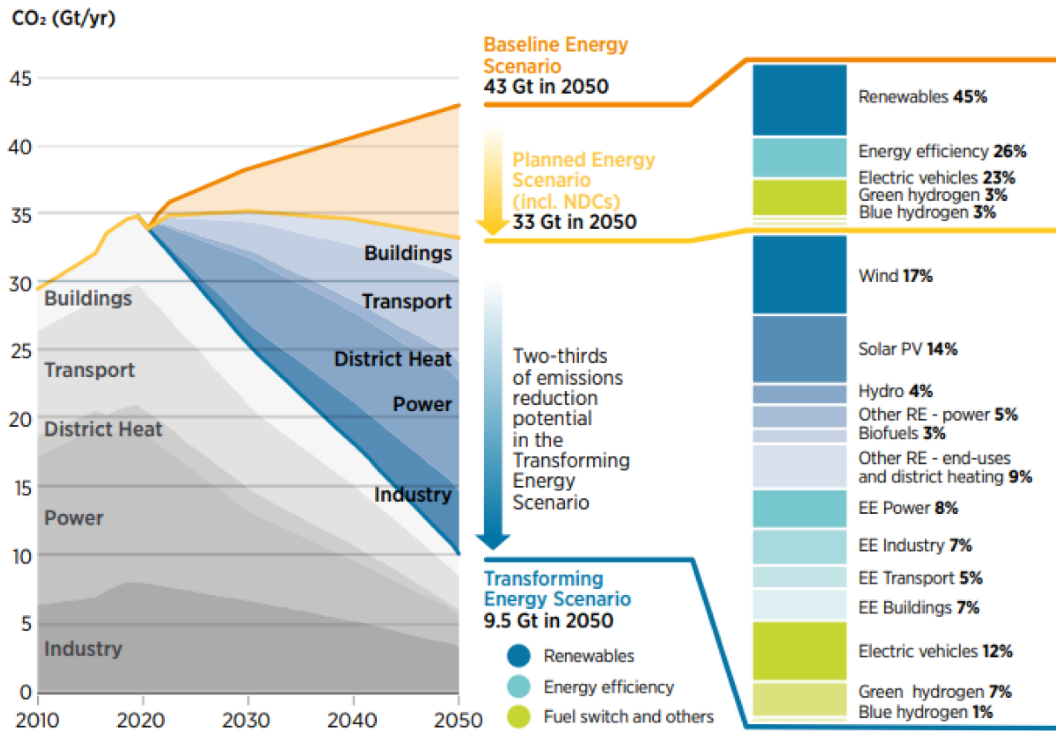 CO₂ (Gt/yr)
45
40
35
30
25
20
15
10
5
0
2010
2020
2030
2040
2050
Buildings
Transport
District Heat
Power
Industry
Buildings
Transport
District Heat
Power
Industry
Baseline Energy
Scenario
43 Gt in 2050
Planned Energy
Scenario
(incl. NDCs)
33 Gt in 2050
Two-thirds
of emissions
reduction
potential
in the
Transforming
Energy
Scenario
Transforming
Energy Scenario
9.5 Gt in 2050
Renewables
Energy efficiency
Fuel switch and others
Renewables 45%
Energy efficiency 26%
Electric vehicles 23%
Green hydrogen 3%
Blue hydrogen 3%
Wind 17%
Solar PV 14%
Hydro 4%
Other RE - power 5%
Biofuels 3%
Other RE - end-uses
and district heating 9%
EE Power 8%
EE Industry 7%
EE Transport 5%
EE Buildings 7%
Electric vehicles 12%
Green hydrogen 7%
Blue hydrogen 1%